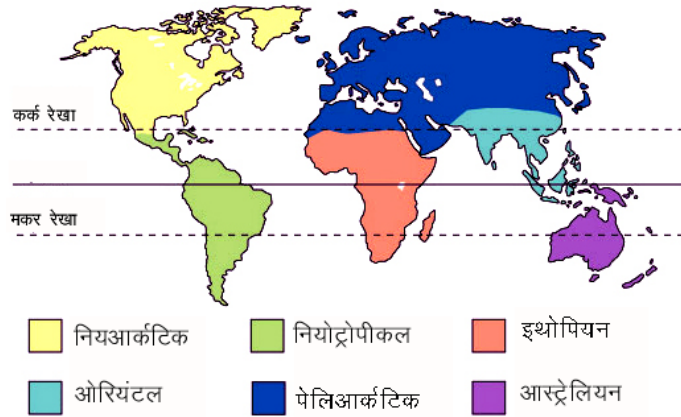 कर्क रेखा
मकर रेखा
नियआर्कटिक
नियोट्रोपीकल
इथोपियन
ओरियंटल
पेलिआर्कटिक
आस्ट्रेलियन